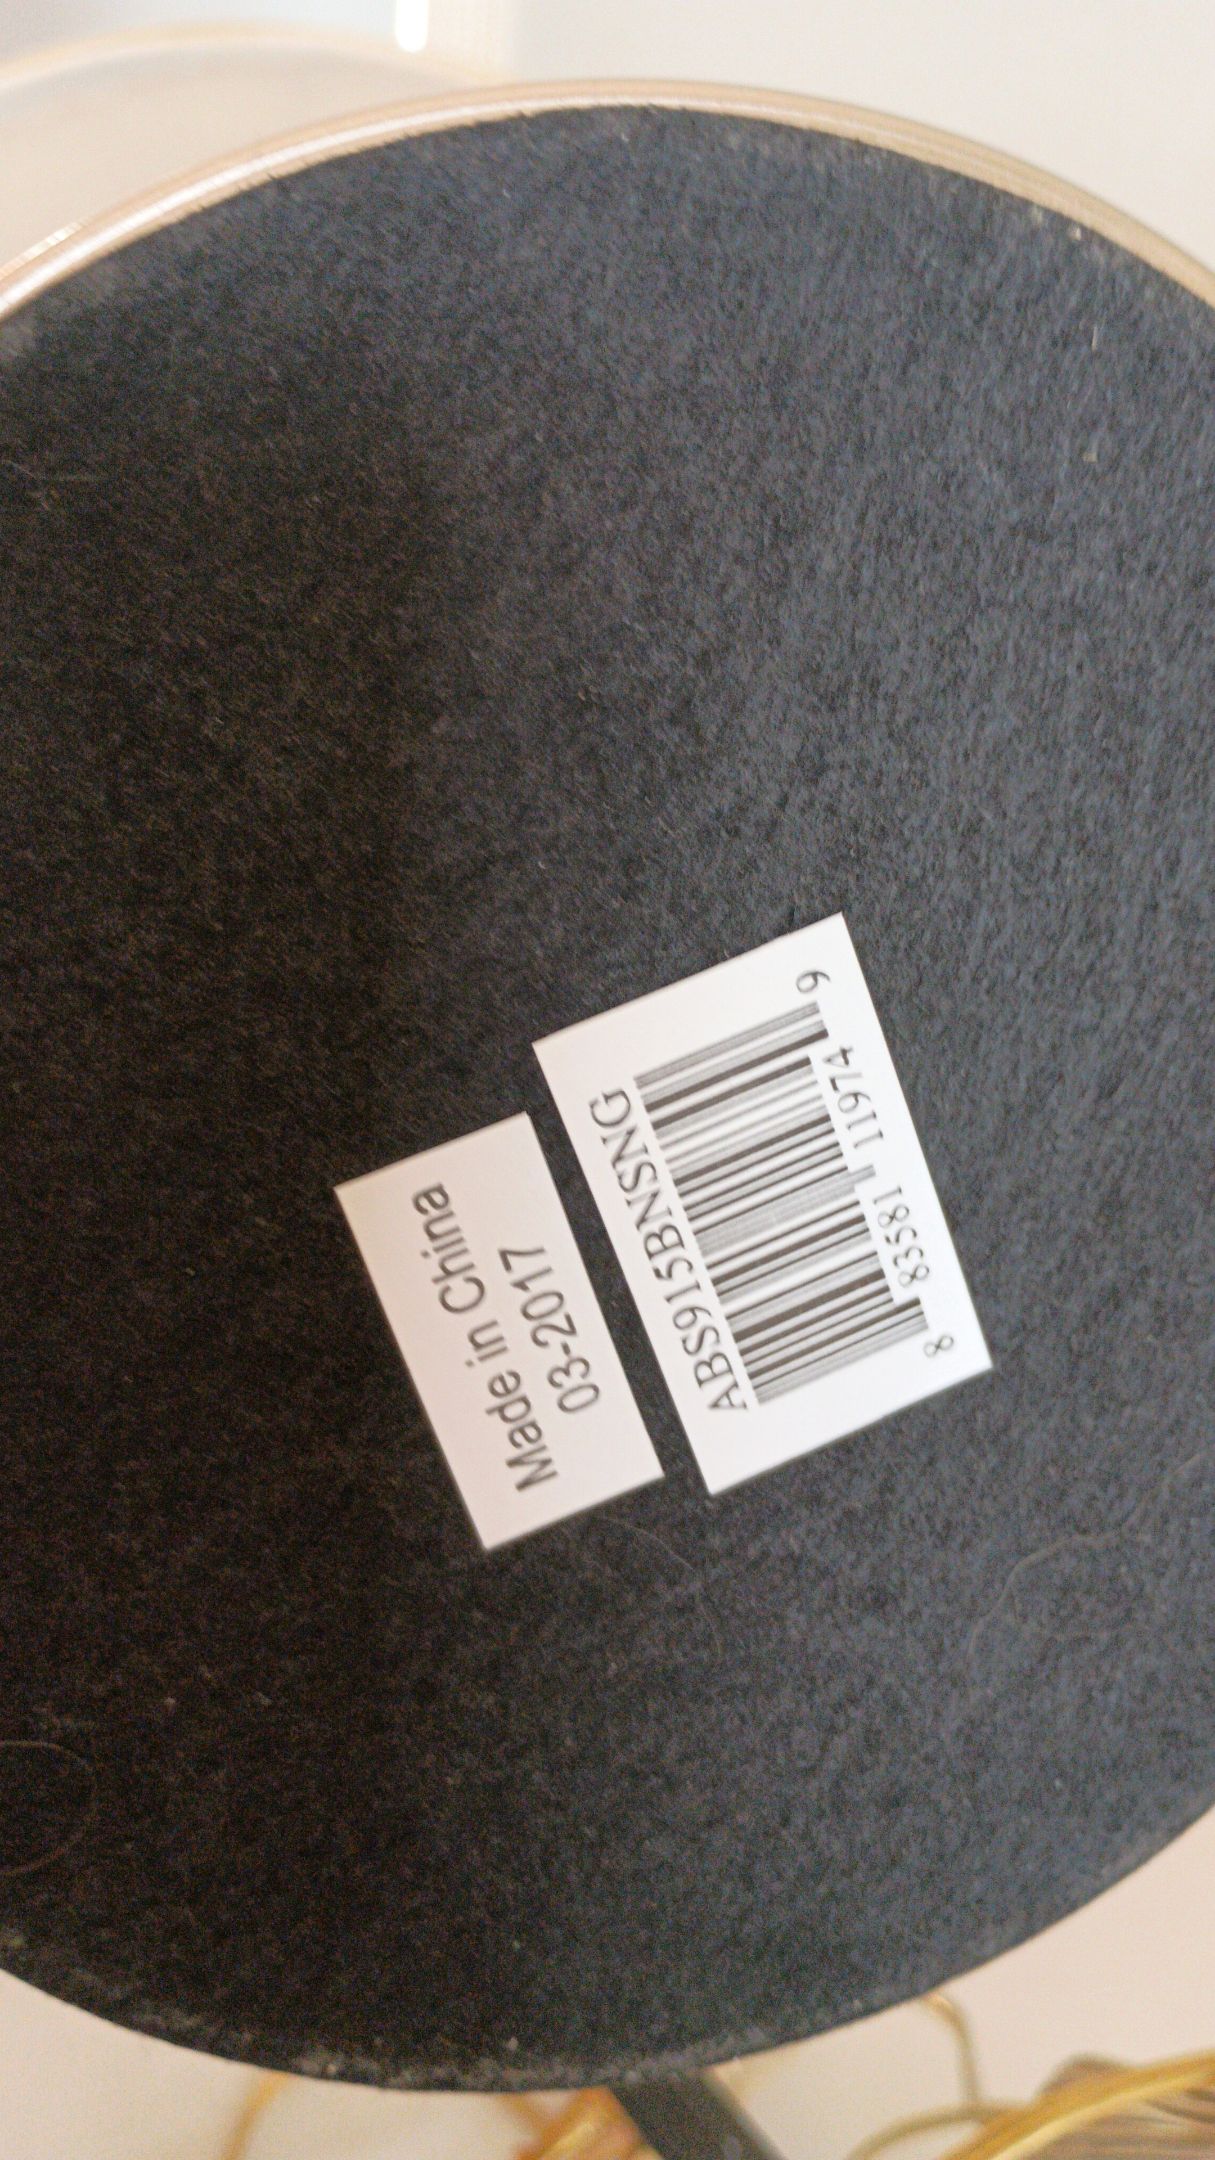 Made in China
03-2017
ABS915BNSNG
8 83581 11974 9